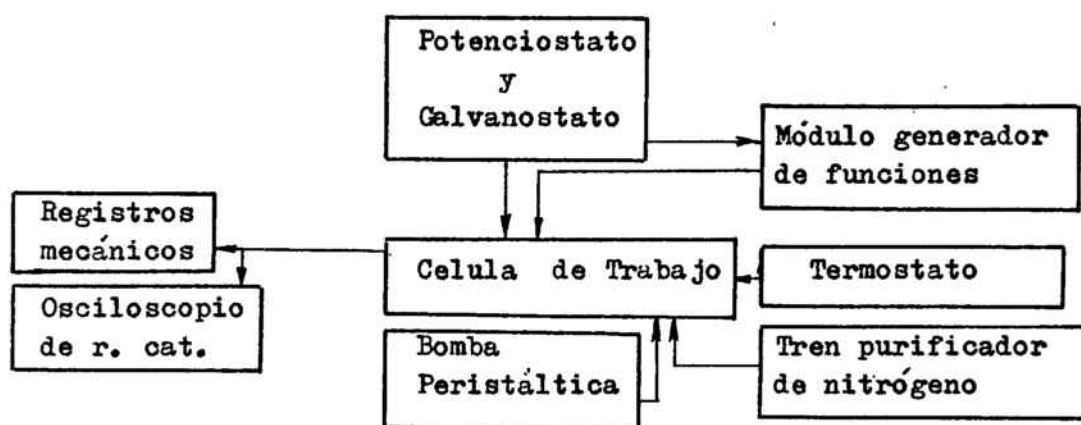 Potenciostato
y
Galvanostato
Módulo generador
de funciones
Registros
mecánicos
Celula de Trabajo
Termostato
Osciloscopio
de r. cat.
Bomba
Peristáltica
Tren purificador
de nitrógeno